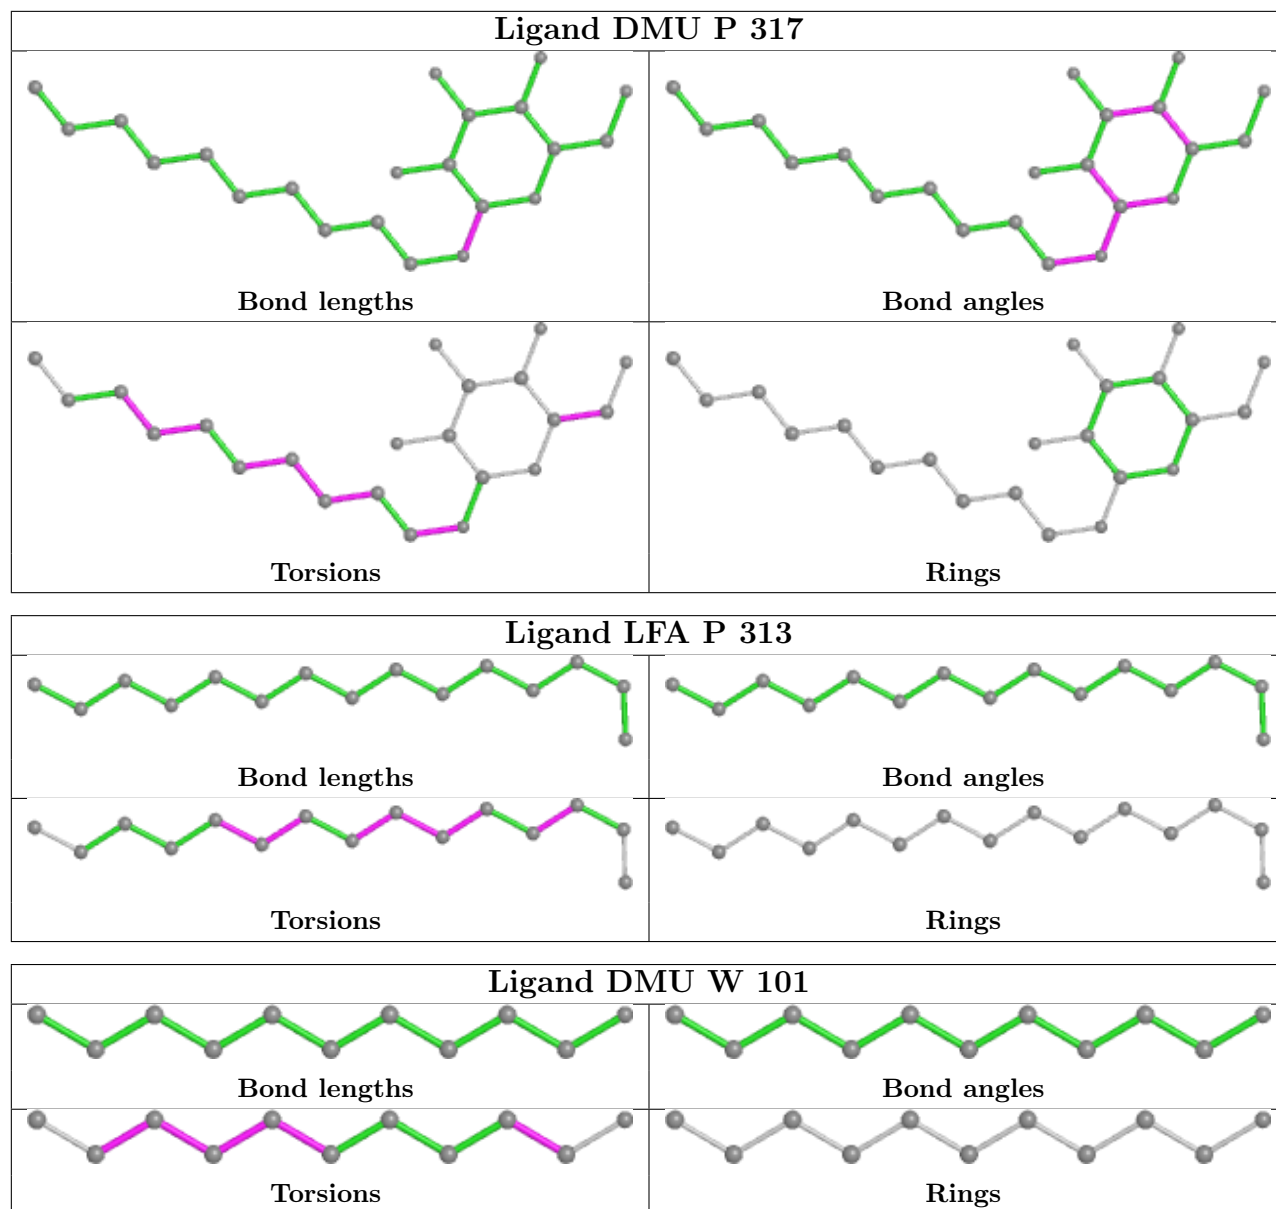 Ligand DMU P 317
Bond lengths
Bond angles
Torsions
Rings
Ligand LFA P 313
Bond lengths
Bond angles
Torsions
Rings
Ligand DMU W 101
Bond lengths
Bond angles
Torsions
Rings